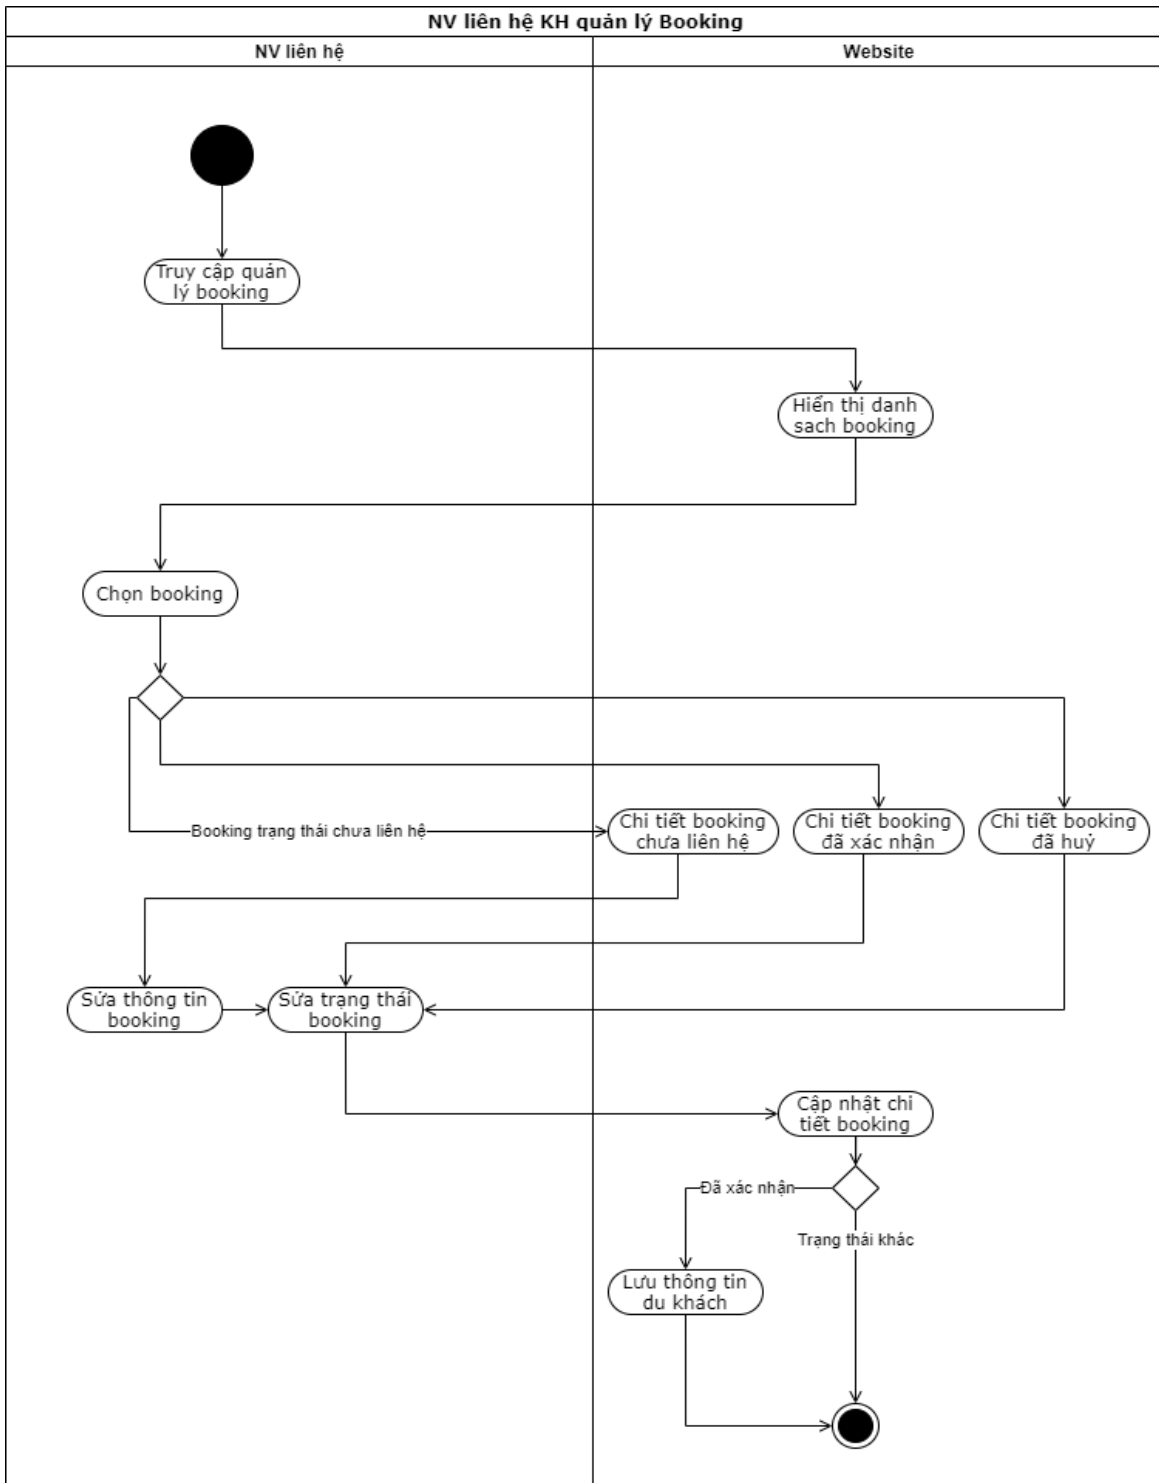 NV liên hệ KH quản lý Booking
NV liên hệ
Website
Truy cập quản
lý booking
Hiển thị danh
sach booking
Chọn booking
Booking trạng thái chưa liên hệ
Chi tiết booking
chưa liên hệ
Chi tiết booking
đã xác nhận
Chi tiết booking
đã huỷ
Sửa thông tin
booking
Sửa trạng thái
booking
Cập nhật chi
tiết booking
Đã xác nhận
Trạng thái khác
Lưu thông tin
du khách